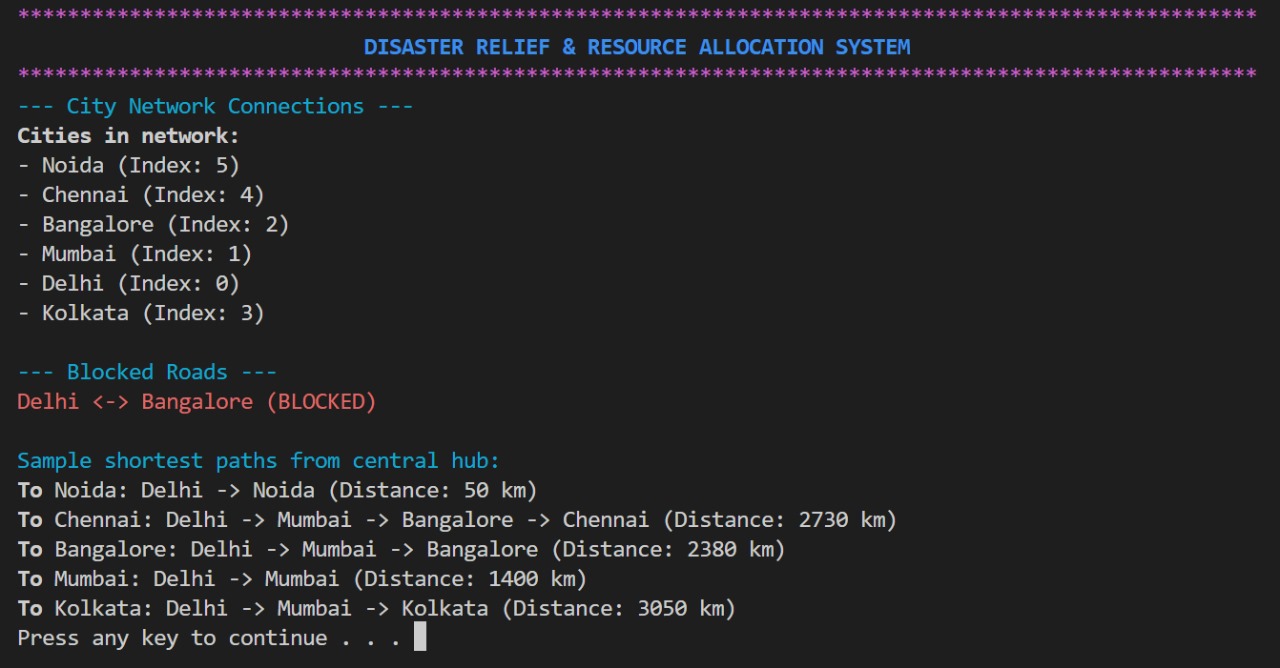 ****************************************************************************************************
DISASTER RELIEF & RESOURCE ALLOCATION SYSTEM
****************************************************************************************************
--- City Network Connections ---
Cities in network:
- Noida (Index: 5)
- Chennai (Index: 4)
- Bangalore (Index: 2)
- Mumbai (Index: 1)
- Delhi (Index: 0)
- Kolkata (Index: 3)
--- Blocked Roads ---
Delhi <-> Bangalore (BLOCKED)
Sample shortest paths from central hub:
To Noida: Delhi -> Noida (Distance: 50 km)
To Chennai: Delhi -> Mumbai -> Bangalore -> Chennai (Distance: 2730 km)
To Bangalore: Delhi -> Mumbai -> Bangalore (Distance: 2380 km)
To Mumbai: Delhi -> Mumbai (Distance: 1400 km)
To Kolkata: Delhi -> Mumbai -> Kolkata (Distance: 3050 km)
Press any key to continue . . .